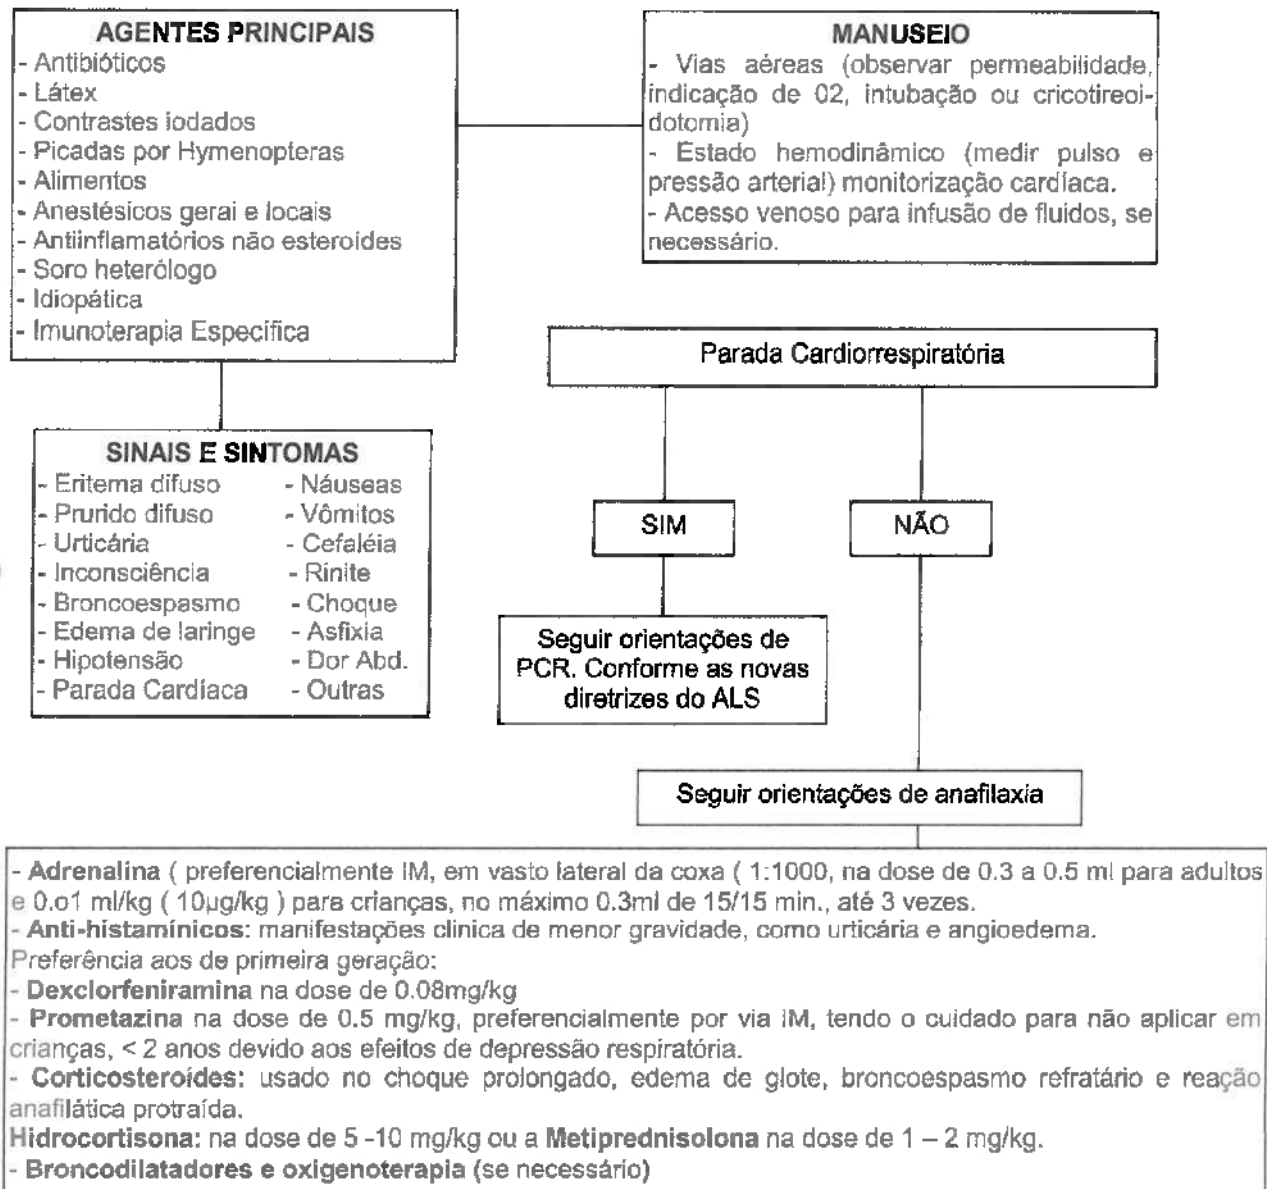 AGENTES PRINCIPAIS
- Antibióticos
- Látex
- Contrastes iodados
- Picadas por Hymenopteras
- Alimentos
- Anestésicos gerai e locais
- Antiinflamatórios não esteroídes
- Soro heterólogo
- Idiopática
- Imunoterapia Específica
MANUSEIO
- Vias aéreas (observar permeabilidade,
indicação de 02, intubação ou cricotireoi-
dotomia)
- Estado hemodinâmico (medir pulso e
pressão arterial) monitorização cardíaca.
- Acesso venoso para infusão de fluidos, se
necessário.
SINAIS E SINTOMAS
- Eritema difuso - Náuseas
- Prurido difuso - Vômitos
- Urticária - Cefaléia
- Inconsciência - Rinite
- Broncoespasmo - Choque
- Edema de laringe - Asfixia
- Hipotensão - Dor Abd.
- Parada Cardíaca - Outras
Parada Cardiorrespiratória
SIM
NÃO
Seguir orientações de
PCR. Conforme as novas
diretrizes do ALS
Seguir orientações de anafilaxia
- Adrenalina ( preferencialmente IM, em vasto lateral da coxa ( 1:1000, na dose de 0.3 a 0.5 ml para adultos
e 0.o1 ml/kg ( 10µg/kg ) para crianças, no máximo 0.3ml de 15/15 min., até 3 vezes.
- Anti-histamínicos: manifestações clinica de menor gravidade, como urticária e angioedema.
Preferência aos de primeira geração:
- Dexclorfeniramina na dose de 0.08mg/kg
- Prometazina na dose de 0.5 mg/kg, preferencialmente por via IM, tendo o cuidado para não aplicar em
crianças, < 2 anos devido aos efeitos de depressão respiratória.
- Corticosteroídes: usado no choque prolongado, edema de glote, broncoespasmo refratário e reação
anafilática protraída.
Hidrocortisona: na dose de 5 -10 mg/kg ou a Metiprednisolona na dose de 1 – 2 mg/kg.
- Broncodilatadores e oxigenoterapia (se necessário)